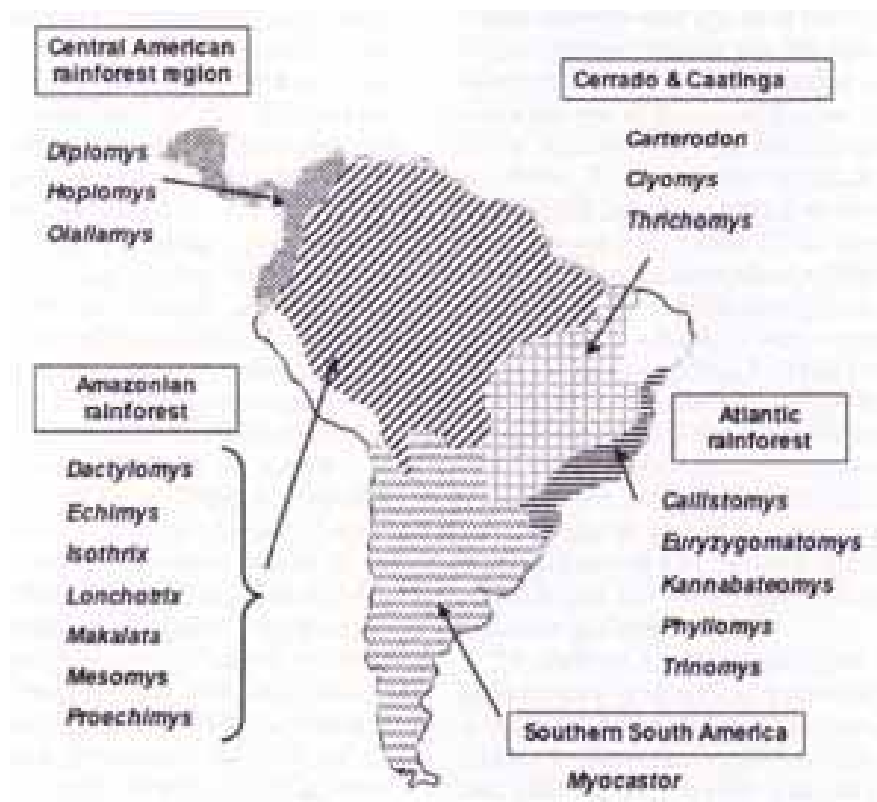 Central American
rainforest region
Diplomys
Hoplomys
Olallamys
Cerrado & Caatinga
Carterodon
Clyomys
Thrichomys
Amazonian
rainforest
Dactylomys
Echimys
Isothrix
Lonchotrix
Makalata
Mesomys
Proechimys
Atlantic
rainforest
Callistomys
Euryzygomatomys
Kannabateomys
Phyllomys
Trinomys
Southern South America
Myocastor